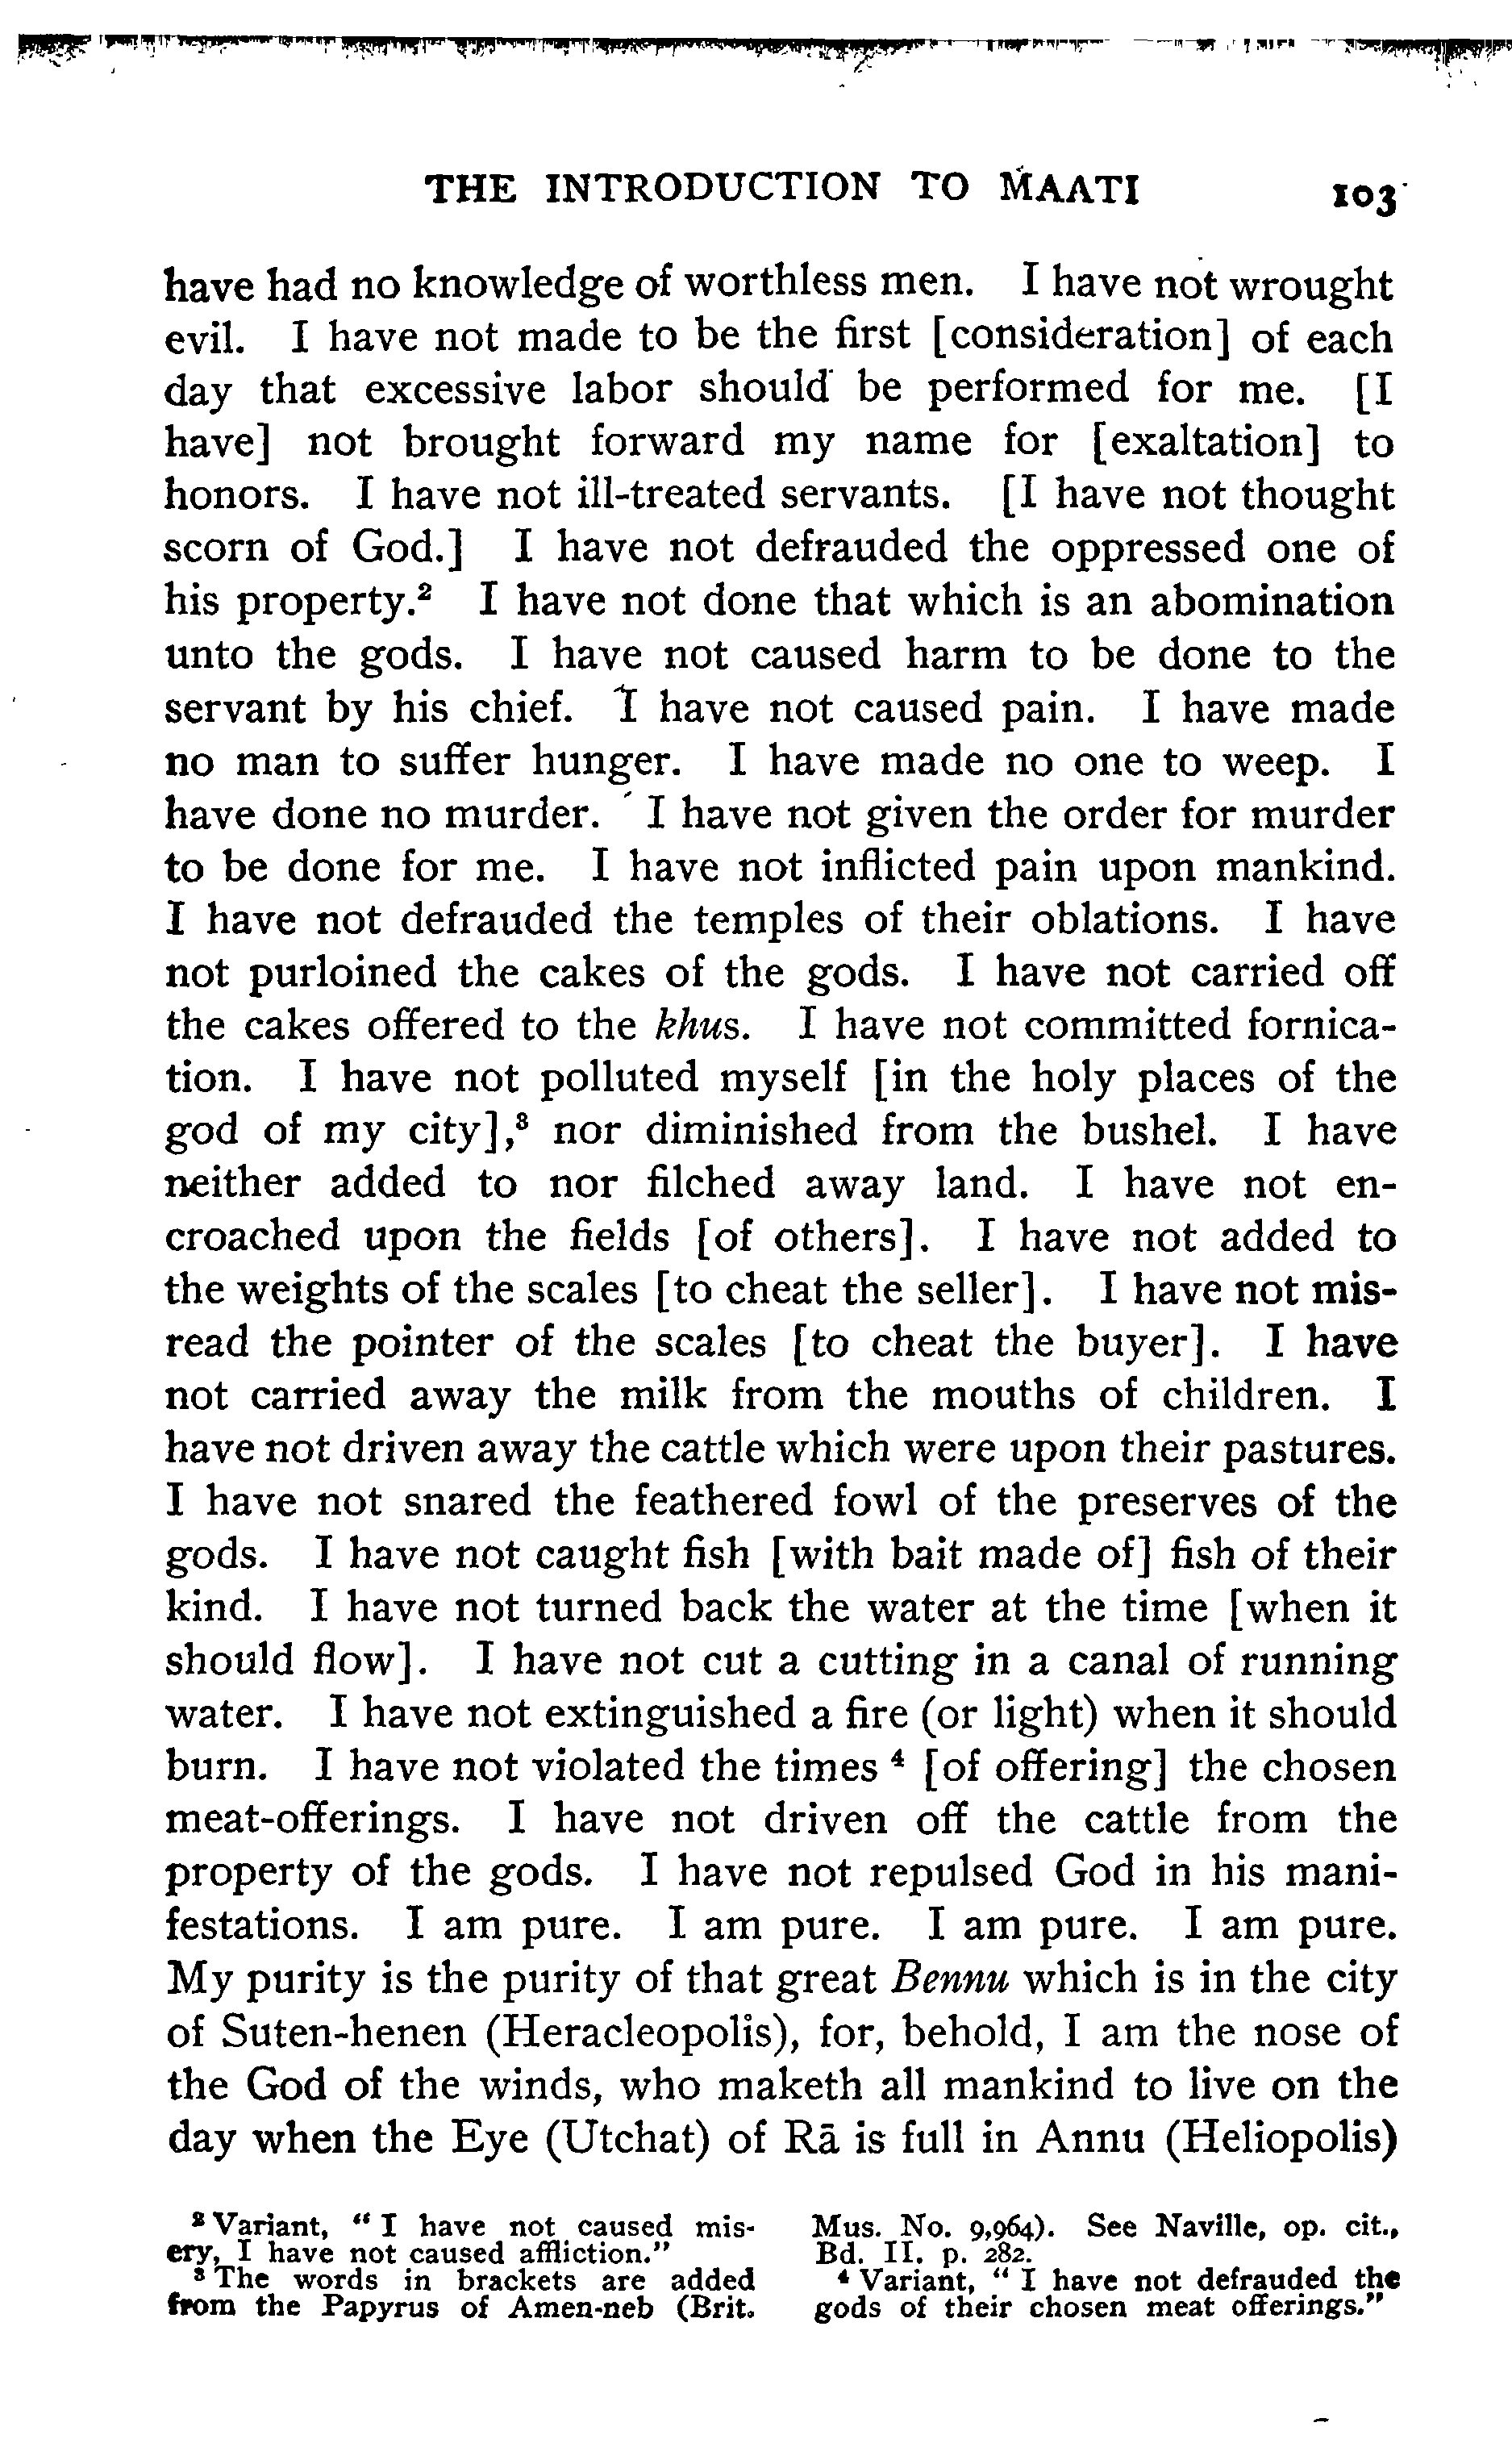 THE INTRODUCTION TO MAATI 103
have had no knowledge of worthless men. I have not wrought
evil. I have not made to be the first [consideration] of each
day that excessive labor should be performed for me. [I
have] not brought forward my name for [exaltation] to
honors. I have not ill-treated servants. [I have not thought
scorn of God.] I have not defrauded the oppressed one of
his property.² I have not done that which is an abomination
unto the gods. I have not caused harm to be done to the
servant by his chief. I have not caused pain. I have made
no man to suffer hunger. I have made no one to weep. I
have done no murder. I have not given the order for murder
to be done for me. I have not inflicted pain upon mankind.
I have not defrauded the temples of their oblations. I have
not purloined the cakes of the gods. I have not carried off
the cakes offered to the khus. I have not committed fornica-
tion. I have not polluted myself [in the holy places of the
god of my city],³ nor diminished from the bushel. I have
neither added to nor filched away land. I have not en-
croached upon the fields [of others]. I have not added to
the weights of the scales [to cheat the seller]. I have not mis-
read the pointer of the scales [to cheat the buyer]. I have
not carried away the milk from the mouths of children. I
have not driven away the cattle which were upon their pastures.
I have not snared the feathered fowl of the preserves of the
gods. I have not caught fish [with bait made of] fish of their
kind. I have not turned back the water at the time [when it
should flow]. I have not cut a cutting in a canal of running
water. I have not extinguished a fire (or light) when it should
burn. I have not violated the times ⁴ [of offering] the chosen
meat-offerings. I have not driven off the cattle from the
property of the gods. I have not repulsed God in his mani-
festations. I am pure. I am pure. I am pure. I am pure.
My purity is the purity of that great Bennu which is in the city
of Suten-henen (Heracleopolis), for, behold, I am the nose of
the God of the winds, who maketh all mankind to live on the
day when the Eye (Utchat) of Rā is full in Annu (Heliopolis)
² Variant, "I have not caused mis-
ery, I have not caused affliction."
³ The words in brackets are added
from the Papyrus of Amen-neb (Brit.
Mus. No. 9,964). See Naville, op. cit.,
Bd. II. p. 282.
⁴ Variant, "I have not defrauded the
gods of their chosen meat offerings."